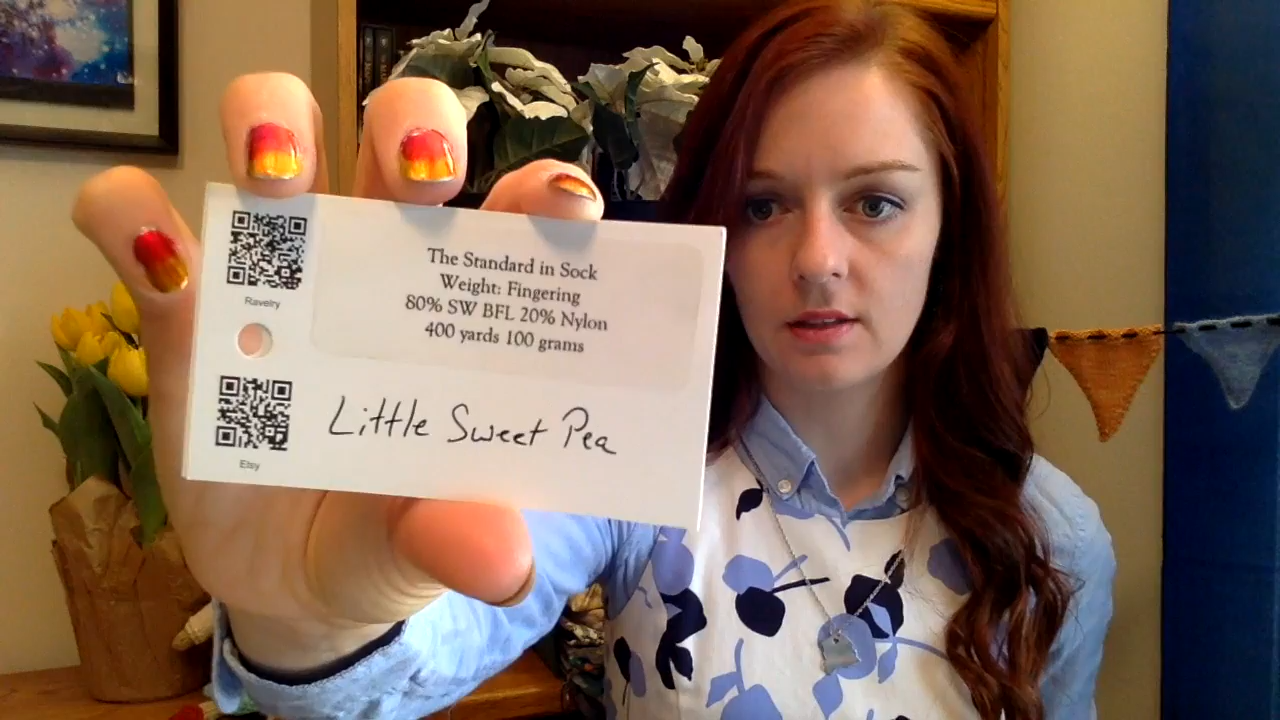 Ravelry
The Standard in Sock
Weight: Fingering
80% SW BFL 20% Nylon
400 yards 100 grams
Etsy
Little Sweet Pea